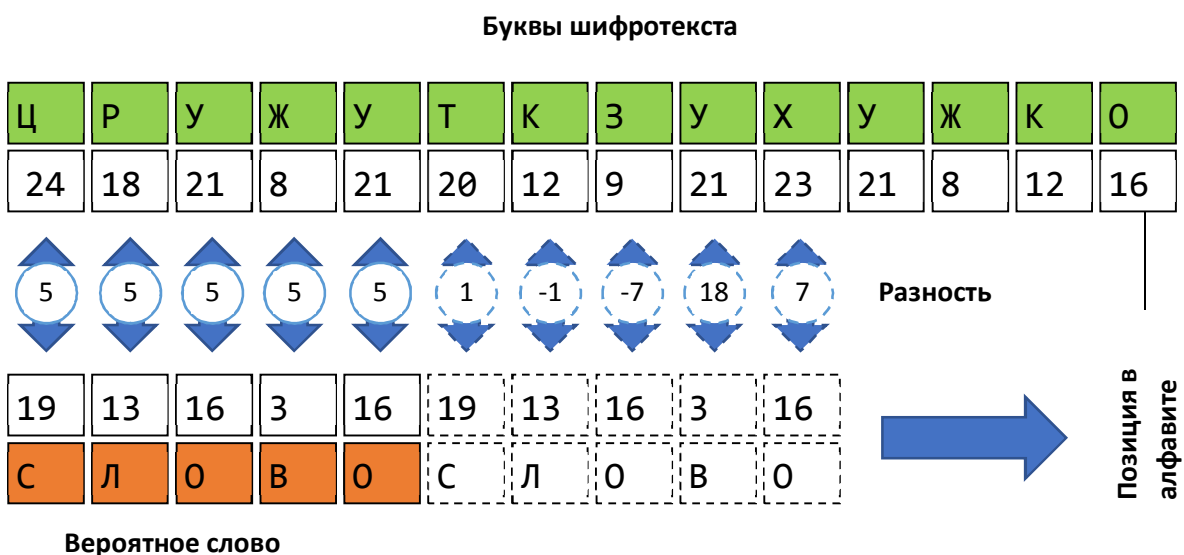 Буквы шифротекста
Ц Р У Ж У Т К З У Х У Ж К О
24 18 21 8 21 20 12 9 21 23 21 8 12 16
5 5 5 5 5 1 -1 -7 18 7 Разность
19 13 16 3 16 19 13 16 3 16
С Л О В О С Л О В О
Позиция в
алфавите
Вероятное слово